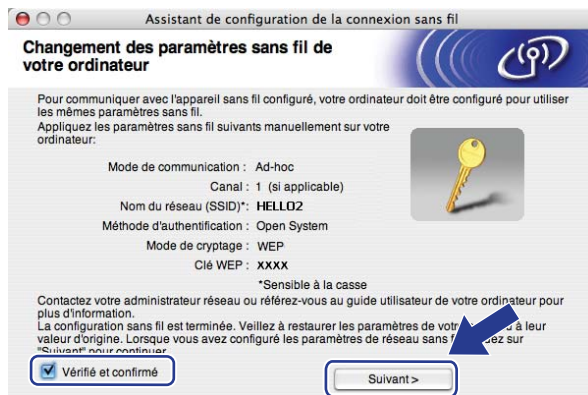 Assistant de configuration de la connexion sans fil
Changement des paramètres sans fil de
votre ordinateur
Pour communiquer avec l'appareil sans fil configuré, votre ordinateur doit être configuré pour utiliser
les mêmes paramètres sans fil.
Appliquez les paramètres sans fil suivants manuellement sur votre
ordinateur:
Mode de communication : Ad-hoc
Canal : 1 (si applicable)
Nom du réseau (SSID)*: HELLO2
Méthode d'authentification : Open System
Mode de cryptage : WEP
Clé WEP : XXXX
*Sensible à la casse
Contactez votre administrateur réseau ou référez-vous au guide utilisateur de votre ordinateur pour
plus d'information.
La configuration sans fil est terminée. Veillez à restaurer les paramètres de à leur
valeur d'origine. Lorsque vous avez configuré les paramètres de réseau sans sur
"Suivant" pour continuer.
Vérifié et confirmé
Suivant >